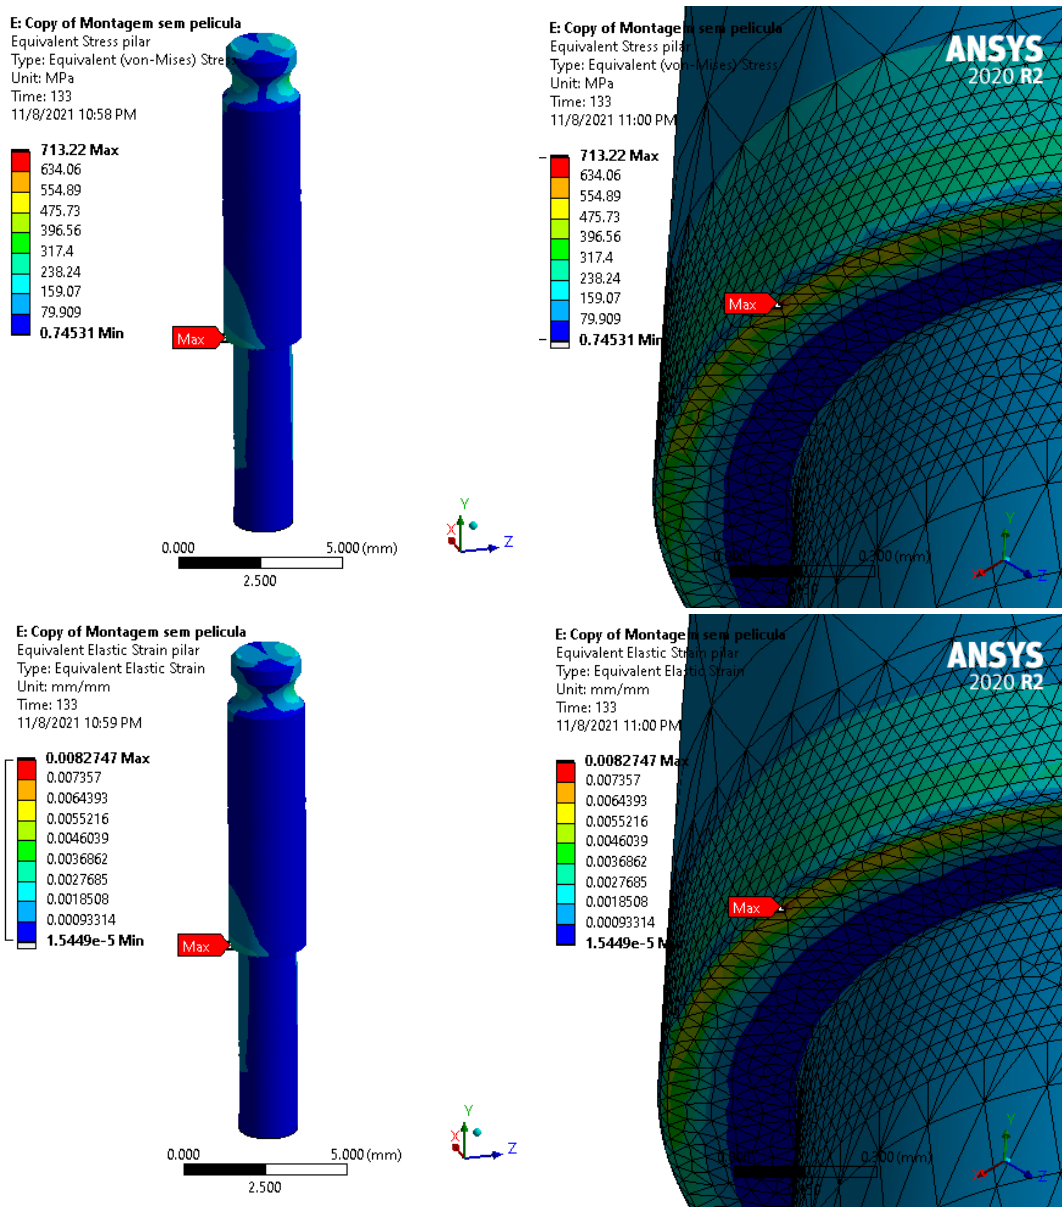 E: Copy of Montagem sem pelicula
Equivalent Stress pilar
Type: Equivalent (von-Mises) Stress
Unit: MPa
Time: 133
11/8/2021 10:58 PM
713.22 Max
634.06
554.89
475.73
396.56
317.4
238.24
159.07
79.909
0.74531 Min
Max
0.000
5.000 (mm)
2.500
X
Y
Z
E: Copy of Montagem sem pelicula
Equivalent Stress pilar
Type: Equivalent (von-Mises) Stress
Unit: MPa
Time: 133
11/8/2021 11:00 PM
ANSYS
2020 R2
713.22 Max
634.06
554.89
475.73
396.56
317.4
238.24
159.07
79.909
0.74531 Min
Max
0.300 (mm)
X
Y
Z
E: Copy of Montagem sem pelicula
Equivalent Elastic Strain pilar
Type: Equivalent Elastic Strain
Unit: mm/mm
Time: 133
11/8/2021 10:59 PM
0.0082747 Max
0.007357
0.0064393
0.0055216
0.0046039
0.0036862
0.0027685
0.0018508
0.00093314
1.5449e-5 Min
Max
0.000
5.000 (mm)
2.500
X
Y
Z
E: Copy of Montagem sem pelicula
Equivalent Elastic Strain pilar
Type: Equivalent Elastic Strain
Unit: mm/mm
Time: 133
11/8/2021 11:00 PM
ANSYS
2020 R2
0.0082747 Max
0.007357
0.0064393
0.0055216
0.0046039
0.0036862
0.0027685
0.0018508
0.00093314
1.5449e-5 Min
Max
0.300 (mm)
X
Y
Z